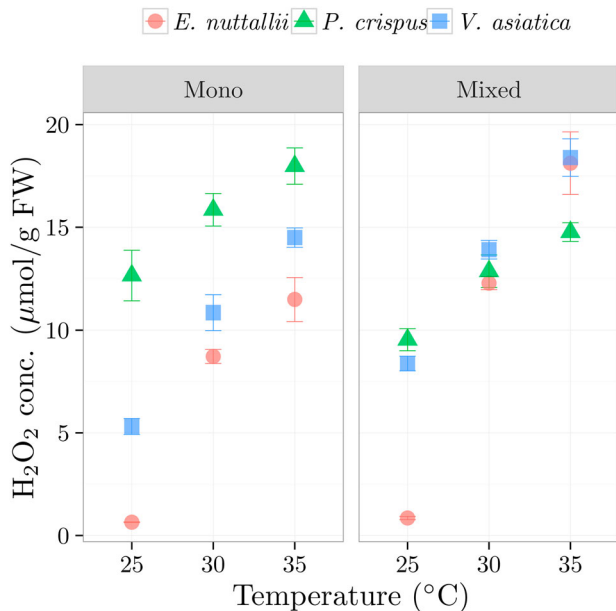 E. nuttallii P. crispus V. asiatica
Mono Mixed
20
15
10
5
0
H₂O₂ conc. (μmol/g FW)
25 30 35 25 30 35
Temperature (°C)